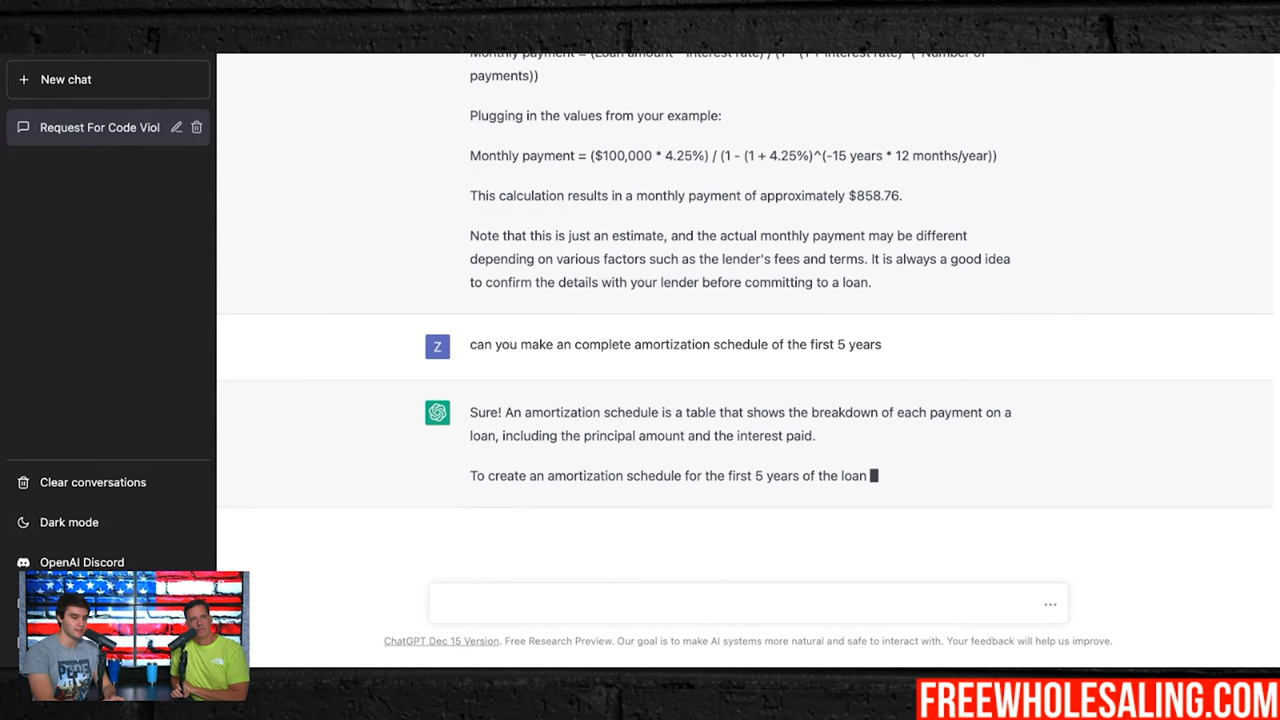 New chat
Request For Code Viol
payments))
Plugging in the values from your example:
Monthly payment = ($100,000 * 4.25%) / (1 - (1 + 4.25%)^(-15 years * 12 months/year))
This calculation results in a monthly payment of approximately $858.76.
Note that this is just an estimate, and the actual monthly payment may be different
depending on various factors such as the lender's fees and terms. It is always a good idea
to confirm the details with your lender before committing to a loan.
Z
can you make an complete amortization schedule of the first 5 years
Sure! An amortization schedule is a table that shows the breakdown of each payment on a
loan, including the principal amount and the interest paid.
To create an amortization schedule for the first 5 years of the loan
Clear conversations
Dark mode
OpenAI Discord
ChatGPT Dec 15 Version. Free Research Preview. Our goal is to make AI systems more natural and safe to interact with. Your feedback will help us improve.
FREEWHOLESALING.COM